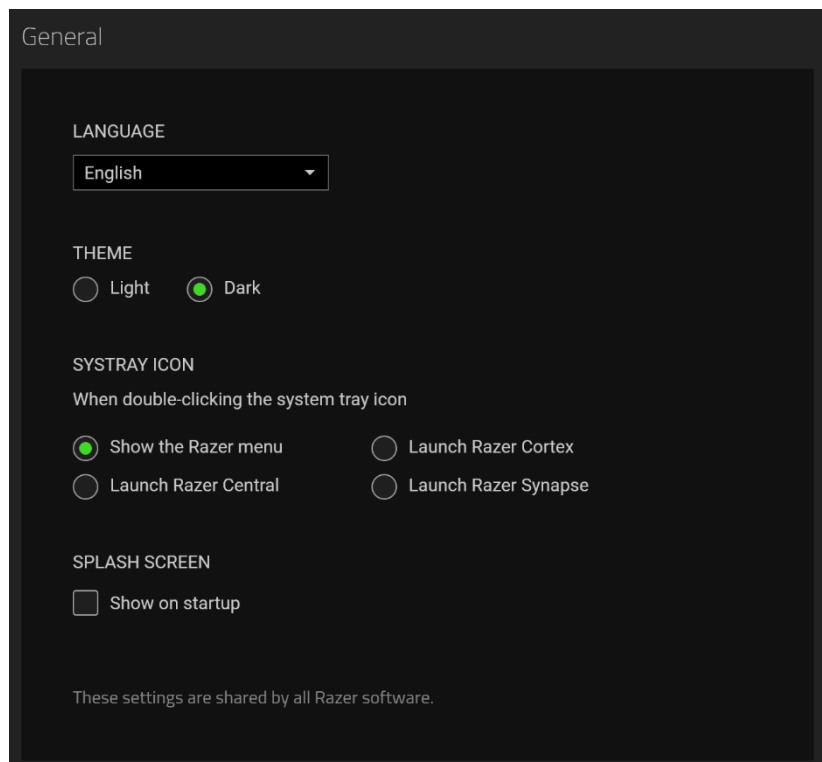 General
LANGUAGE
English
THEME
Light Dark
SYSTRAY ICON
When double-clicking the system tray icon
Show the Razer menu Launch Razer Cortex
Launch Razer Central Launch Razer Synapse
SPLASH SCREEN
Show on startup
These settings are shared by all Razer software.